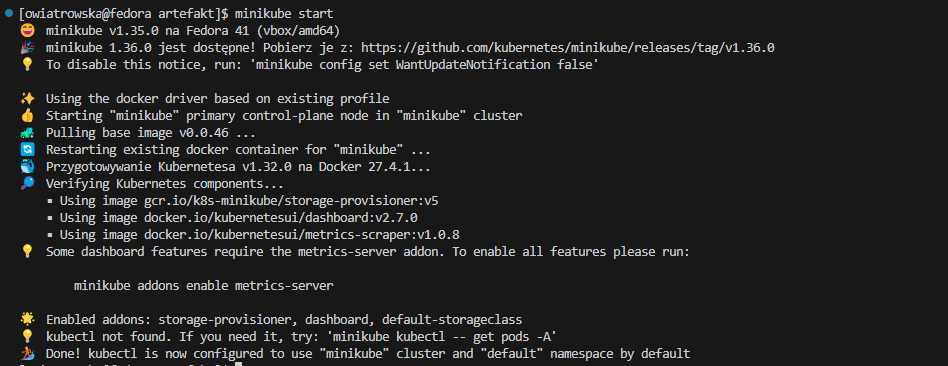 [owiatrowska@fedora artefakt]$ minikube start
😄 minikube v1.35.0 na Fedora 41 (vbox/amd64)
🎉 minikube 1.36.0 jest dostępne! Pobierz je z: https://github.com/kubernetes/minikube/releases/tag/v1.36.0
💡 To disable this notice, run: 'minikube config set WantUpdateNotification false'
✨ Using the docker driver based on existing profile
👍 Starting "minikube" primary control-plane node in "minikube" cluster
🚜 Pulling base image v0.0.46 ...
🔄 Restarting existing docker container for "minikube" ...
🐳 Przygotowywanie Kubernetesa v1.32.0 na Docker 27.4.1...
🔎 Verifying Kubernetes components...
▪ Using image gcr.io/k8s-minikube/storage-provisioner:v5
▪ Using image docker.io/kubernetesui/dashboard:v2.7.0
▪ Using image docker.io/kubernetesui/metrics-scraper:v1.0.8
💡 Some dashboard features require the metrics-server addon. To enable all features please run:
minikube addons enable metrics-server
🌟 Enabled addons: storage-provisioner, dashboard, default-storageclass
💡 kubectl not found. If you need it, try: 'minikube kubectl -- get pods -A'
🏄 Done! kubectl is now configured to use "minikube" cluster and "default" namespace by default